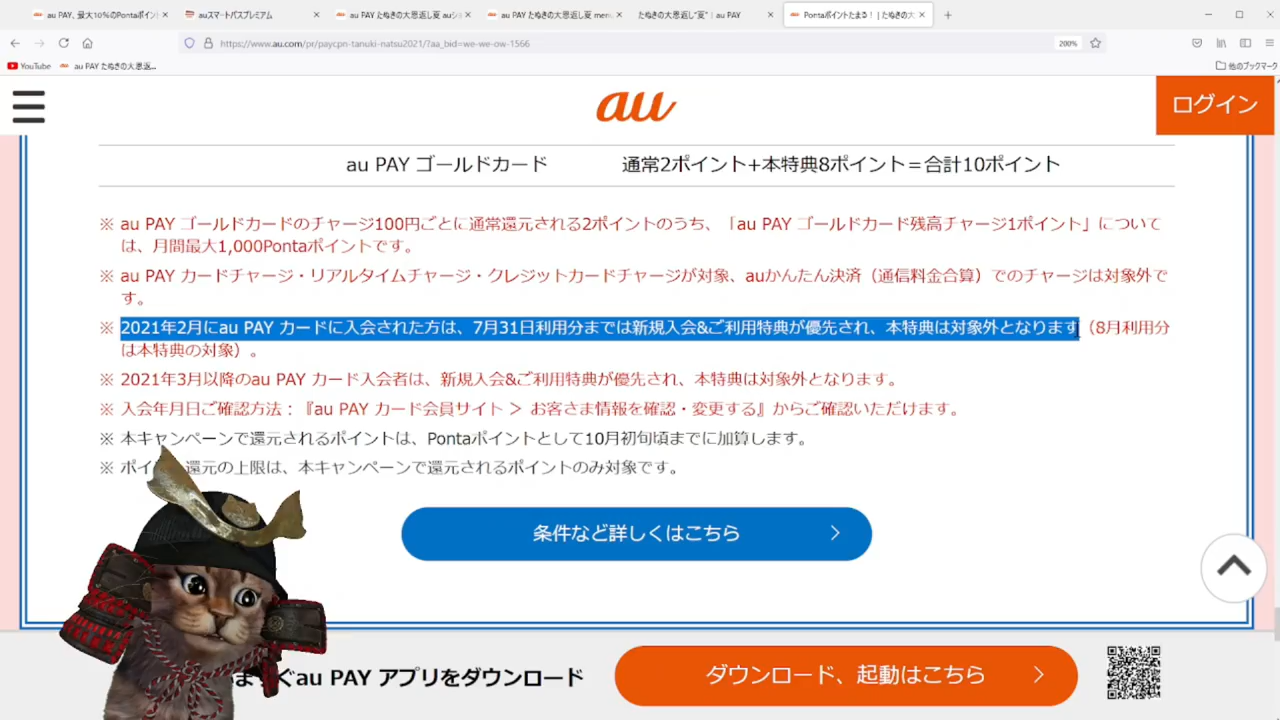 au PAY、最大10%のPontaポイン
auスマートパスプレミアム
au PAY たぬきの大恩返し夏 auショ
au PAY たぬきの大恩返し夏 menu
たぬきの大恩返し"夏"｜au PAY
Pontaポイントたまる！｜たぬきの大
https://www.au.com/pr/paycpn-tanuki-natsu2021/?aa_bid=we-we-ow-1566
200%
YouTube
au PAY たぬきの大恩返...
他のブックマーク
au
ログイン
au PAY ゴールドカード 通常2ポイント+本特典8ポイント＝合計10ポイント
※ au PAY ゴールドカードのチャージ100円ごとに通常還元される2ポイントのうち、「au PAY ゴールドカード残高チャージ1ポイント」について
は、月間最大1,000Pontaポイントです。
※ au PAY カードチャージ・リアルタイムチャージ・クレジットカードチャージが対象、auかんたん決済（通信料金合算）でのチャージは対象外で
す。
※ 2021年2月にau PAY カードに入会された方は、7月31日利用分までは新規入会&ご利用特典が優先され、本特典は対象外となります（8月利用分
は本特典の対象）。
※ 2021年3月以降のau PAY カード入会者は、新規入会&ご利用特典が優先され、本特典は対象外となります。
※ 入会年月日ご確認方法：『au PAY カード会員サイト ＞ お客さま情報を確認・変更する』からご確認いただけます。
※ 本キャンペーンで還元されるポイントは、Pontaポイントとして10月初旬頃までに加算します。
※ ポイ 還元の上限は、本キャンペーンで還元されるポイントのみ対象です。
条件など詳しくはこちら
ぐau PAY アプリをダウンロード
ダウンロード、起動はこちら